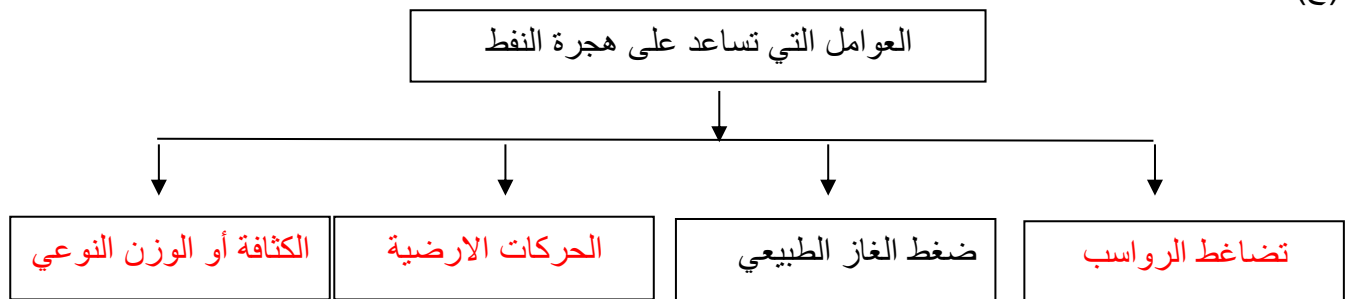 (ج)
العوامل التي تساعد على هجرة النفط
تضاغط الرواسب
ضغط الغاز الطبيعي
الحركات الارضية
الكثافة أو الوزن النوعي